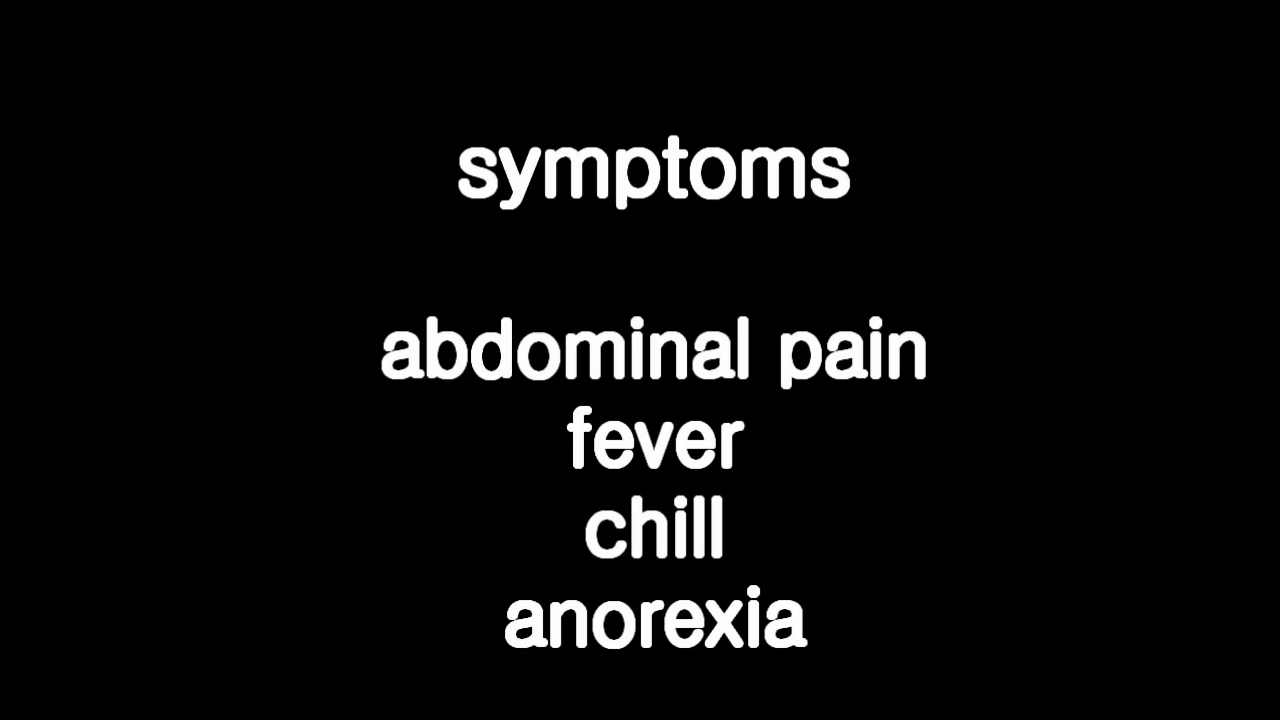 symptoms
abdominal pain
fever
chill
anorexia